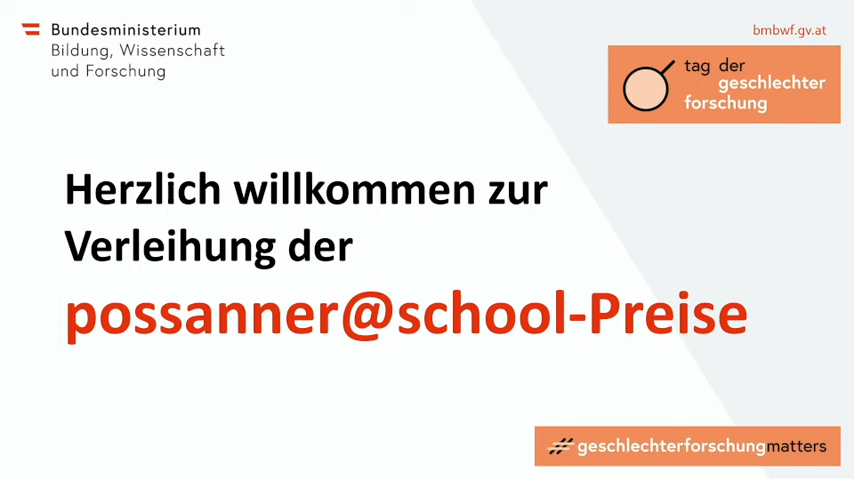 Bundesministerium
Bildung, Wissenschaft
und Forschung
bmbwf.gv.at
tag der
geschlechter
forschung
Herzlich willkommen zur
Verleihung der
possanner@school-Preise
#geschlechterforschungmatters